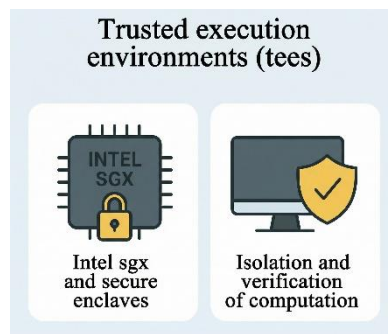 Trusted execution
environments (tees)
INTEL
SGX
Intel sgx
and secure
enclaves
Isolation and
verification
of computation